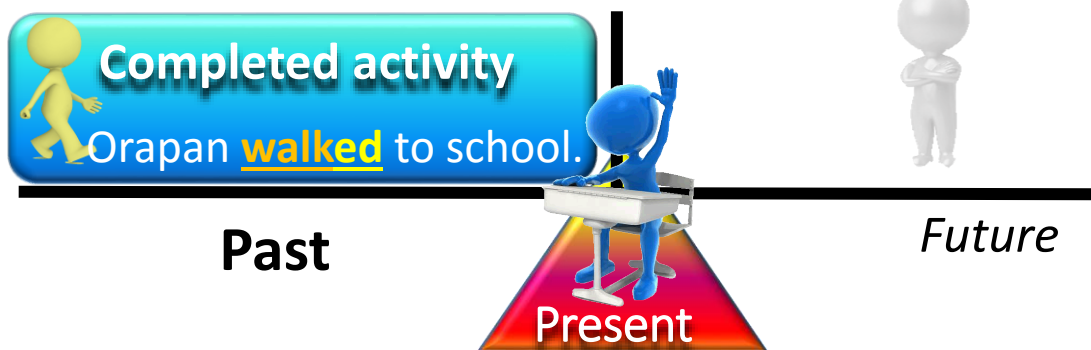 Completed activity
Orapan walked to school.
Past
Future
Present